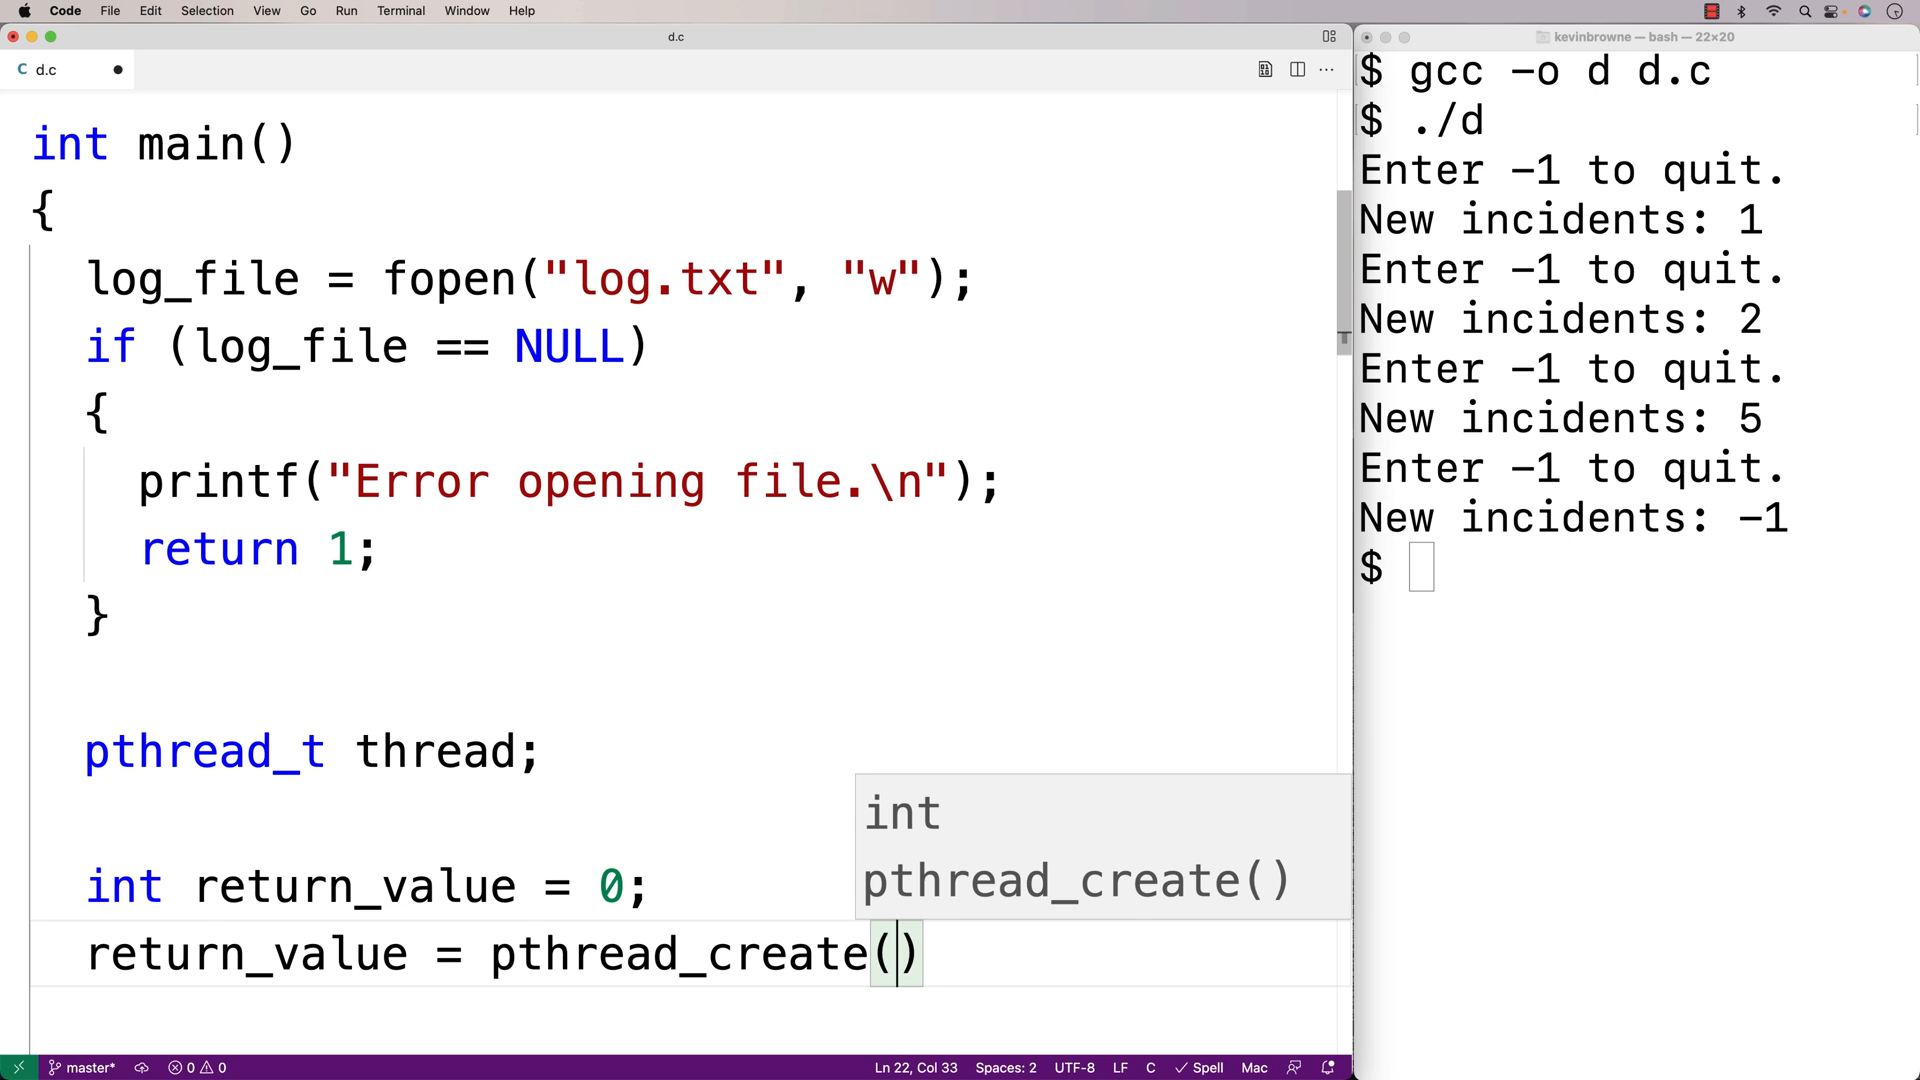 Code File Edit Selection View Go Run Terminal Window Help
d.c
C d.c
int main()
{
log_file = fopen("log.txt", "w");
if (log_file == NULL)
{
printf("Error opening file.\n");
return 1;
}
pthread_t thread;
int
pthread_create()
int return_value = 0;
return_value = pthread_create()
master* 0 0 Ln 22, Col 33 Spaces: 2 UTF-8 LF C Spell Mac
kevinbrowne — bash — 22×20
$ gcc -o d d.c
$ ./d
Enter -1 to quit.
New incidents: 1
Enter -1 to quit.
New incidents: 2
Enter -1 to quit.
New incidents: 5
Enter -1 to quit.
New incidents: -1
$